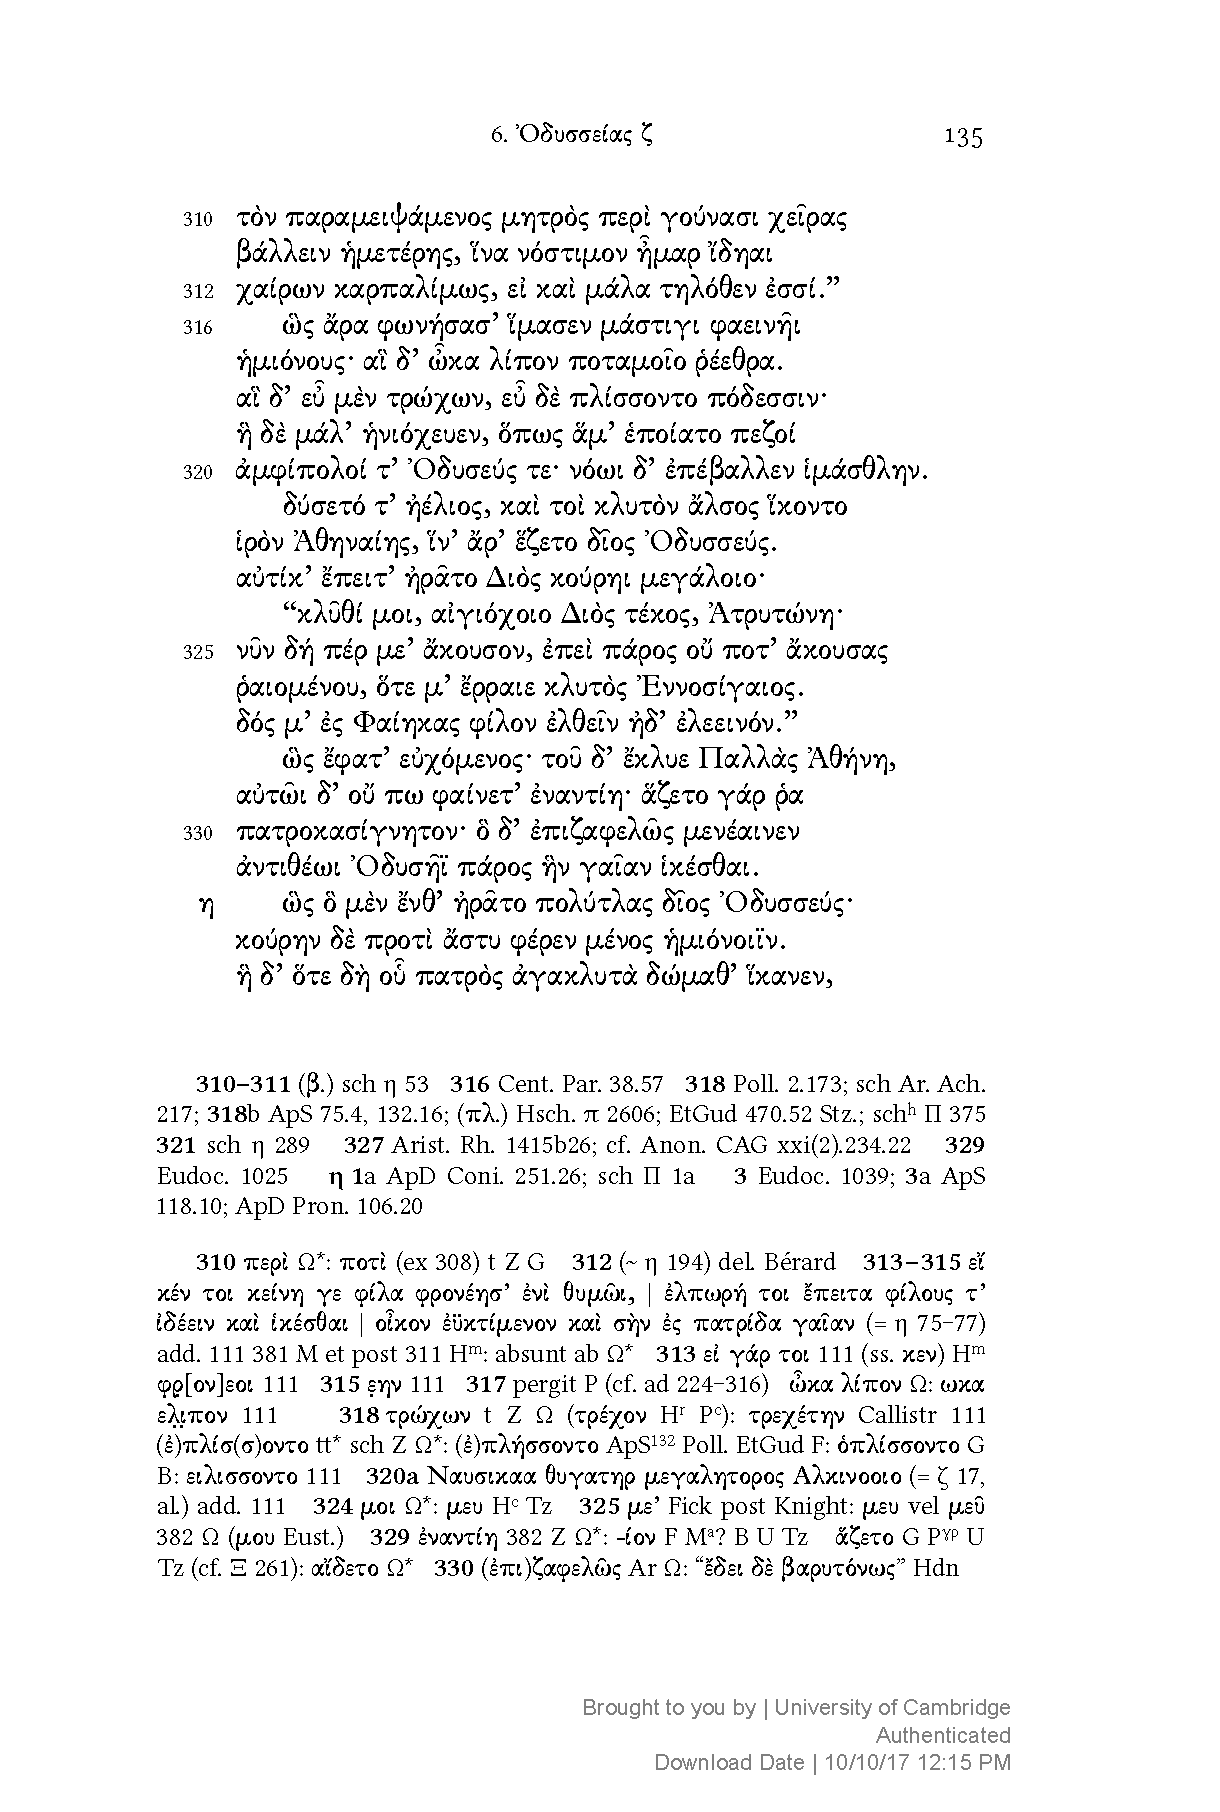 6. Ὀδυσσείας ζ 135
310 τὸν παραμειψάμενος μητρὸς περὶ γούνασι χεῖρας
βάλλειν ἡμετέρης, ἵνα νόστιμον ἦμαρ ἴδηαι
312 χαίρων καρπαλίμως, εἰ καὶ μάλα τηλόθεν ἐσσί.”
316 ὣς ἄρα φωνήσασ’ ἵμασεν μάστιγι φαεινῆι
ἡμιόνους· αἳ δ’ ὦκα λίπον ποταμοῖο ῥέεθρα.
αἳ δ’ εὖ μὲν τρώχων, εὖ δὲ πλίσσοντο πόδεσσιν·
ἣ δὲ μάλ’ ἡνιόχευεν, ὅπως ἅμ’ ἑποίατο πεζοί
320 ἀμφίπολοί τ’ Ὀδυσεύς τε· νόωι δ’ ἐπέβαλλεν ἱμάσθλην.
δύσετό τ’ ἠέλιος, καὶ τοὶ κλυτὸν ἄλσος ἵκοντο
ἱρὸν Ἀθηναίης, ἵν’ ἄρ’ ἕζετο δῖος Ὀδυσσεύς.
αὐτίκ’ ἔπειτ’ ἠρᾶτο Διὸς κούρηι μεγάλοιο·
“κλῦθί μοι, αἰγιόχοιο Διὸς τέκος, Ἀτρυτώνη·
325 νῦν δή πέρ με’ ἄκουσον, ἐπεὶ πάρος οὔ ποτ’ ἄκουσας
ῥαιομένου, ὅτε μ’ ἔρραιε κλυτὸς Ἐννοσίγαιος.
δός μ’ ἐς Φαίηκας φίλον ἐλθεῖν ἠδ’ ἐλεεινόν.”
ὣς ἔφατ’ εὐχόμενος· τοῦ δ’ ἔκλυε Παλλὰς Ἀθήνη,
αὐτῶι δ’ οὔ πω φαίνετ’ ἐναντίη· ἅζετο γάρ ῥα
330 πατροκασίγνητον· ὃ δ’ ἐπιζαφελῶς μενέαινεν
ἀντιθέωι Ὀδυσῆϊ πάρος ἣν γαῖαν ἱκέσθαι.
η ὣς ὃ μὲν ἔνθ’ ἠρᾶτο πολύτλας δῖος Ὀδυσσεύς·
κούρην δὲ προτὶ ἄστυ φέρεν μένος ἡμιόνοιϊν.
ἣ δ’ ὅτε δὴ οὗ πατρὸς ἀγακλυτὰ δώμαθ’ ἵκανεν,
310–311 (β.) sch η 53 316 Cent. Par. 38.57 318 Poll. 2.173; sch Ar. Ach.
217; 318b ApS 75.4, 132.16; (πλ.) Hsch. π 2606; EtGud 470.52 Stz.; schʰ Π 375
321 sch η 289 327 Arist. Rh. 1415b26; cf. Anon. CAG xxi(2).234.22 329
Eudoc. 1025 η 1a ApD Coni. 251.26; sch Π 1a 3 Eudoc. 1039; 3a ApS
118.10; ApD Pron. 106.20
310 περὶ Ω*: ποτὶ (ex 308) t Z G 312 (~ η 194) del. Bérard 313–315 εἴ
κέν τοι κείνη γε φίλα φρονέησ’ ἐνὶ θυμῶι, | ἐλπωρή τοι ἔπειτα φίλους τ’
ἰδέειν καὶ ἱκέσθαι | οἶκον ἐϋκτίμενον καὶ σὴν ἐς πατρίδα γαῖαν (= η 75–77)
add. 111 381 M et post 311 Hᵐ: absunt ab Ω* 313 εἰ γάρ τοι 111 (ss. κεν) Hᵐ
φρ̣[ον]εοι 111 315 ε̣ην 111 317 pergit P (cf. ad 224–316) ὦκα λίπον Ω: ωκα
ελ̣ι̣πον 111 318 τρώχων t Z Ω (τρέχον Hʳ Pᶜ): τρεχέτην Callistr 111
(ἐ)πλίσ(σ)οντο tt* sch Z Ω*: (ἐ)πλήσσοντο ApS¹³² Poll. EtGud F: ὁπλίσσοντο G
B: ειλισσοντο 111 320a Ναυσικαα θυγατηρ μεγαλητορος Αλκινοοιο (= ζ 17,
al.) add. 111 324 μοι Ω*: μευ Hᶜ Tz 325 με’ Fick post Knight: μευ vel μεῦ
382 Ω (μου Eust.) 329 ἐναντίη 382 Z Ω*: -ίον F Mᵃ? B U Tz ἅζετο G Pᵞᵖ U
Tz (cf. Ξ 261): αἴδετο Ω* 330 (ἐπι)ζαφελῶς Ar Ω: “ἔδει δὲ βαρυτόνως” Hdn
Brought to you by | University of Cambridge
Authenticated
Download Date | 10/10/17 12:15 PM